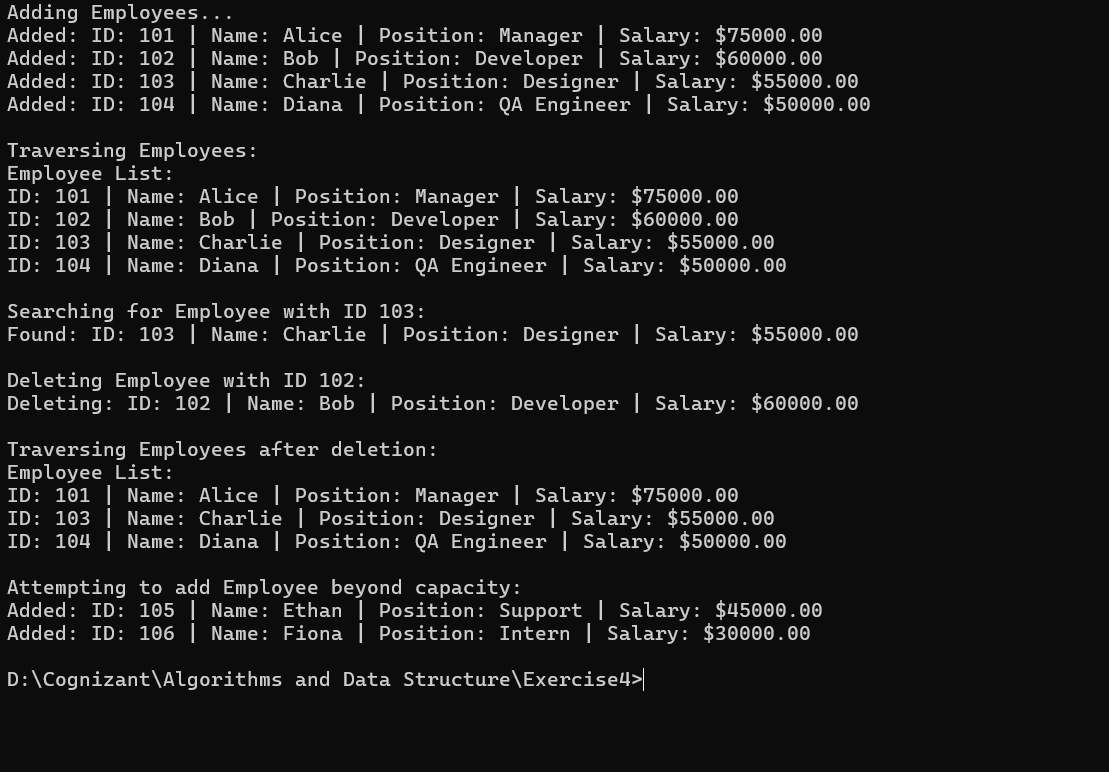 Adding Employees...
Added: ID: 101 | Name: Alice | Position: Manager | Salary: $75000.00
Added: ID: 102 | Name: Bob | Position: Developer | Salary: $60000.00
Added: ID: 103 | Name: Charlie | Position: Designer | Salary: $55000.00
Added: ID: 104 | Name: Diana | Position: QA Engineer | Salary: $50000.00

Traversing Employees:
Employee List:
ID: 101 | Name: Alice | Position: Manager | Salary: $75000.00
ID: 102 | Name: Bob | Position: Developer | Salary: $60000.00
ID: 103 | Name: Charlie | Position: Designer | Salary: $55000.00
ID: 104 | Name: Diana | Position: QA Engineer | Salary: $50000.00

Searching for Employee with ID 103:
Found: ID: 103 | Name: Charlie | Position: Designer | Salary: $55000.00

Deleting Employee with ID 102:
Deleting: ID: 102 | Name: Bob | Position: Developer | Salary: $60000.00

Traversing Employees after deletion:
Employee List:
ID: 101 | Name: Alice | Position: Manager | Salary: $75000.00
ID: 103 | Name: Charlie | Position: Designer | Salary: $55000.00
ID: 104 | Name: Diana | Position: QA Engineer | Salary: $50000.00

Attempting to add Employee beyond capacity:
Added: ID: 105 | Name: Ethan | Position: Support | Salary: $45000.00
Added: ID: 106 | Name: Fiona | Position: Intern | Salary: $30000.00

D:\Cognizant\Algorithms and Data Structure\Exercise4>